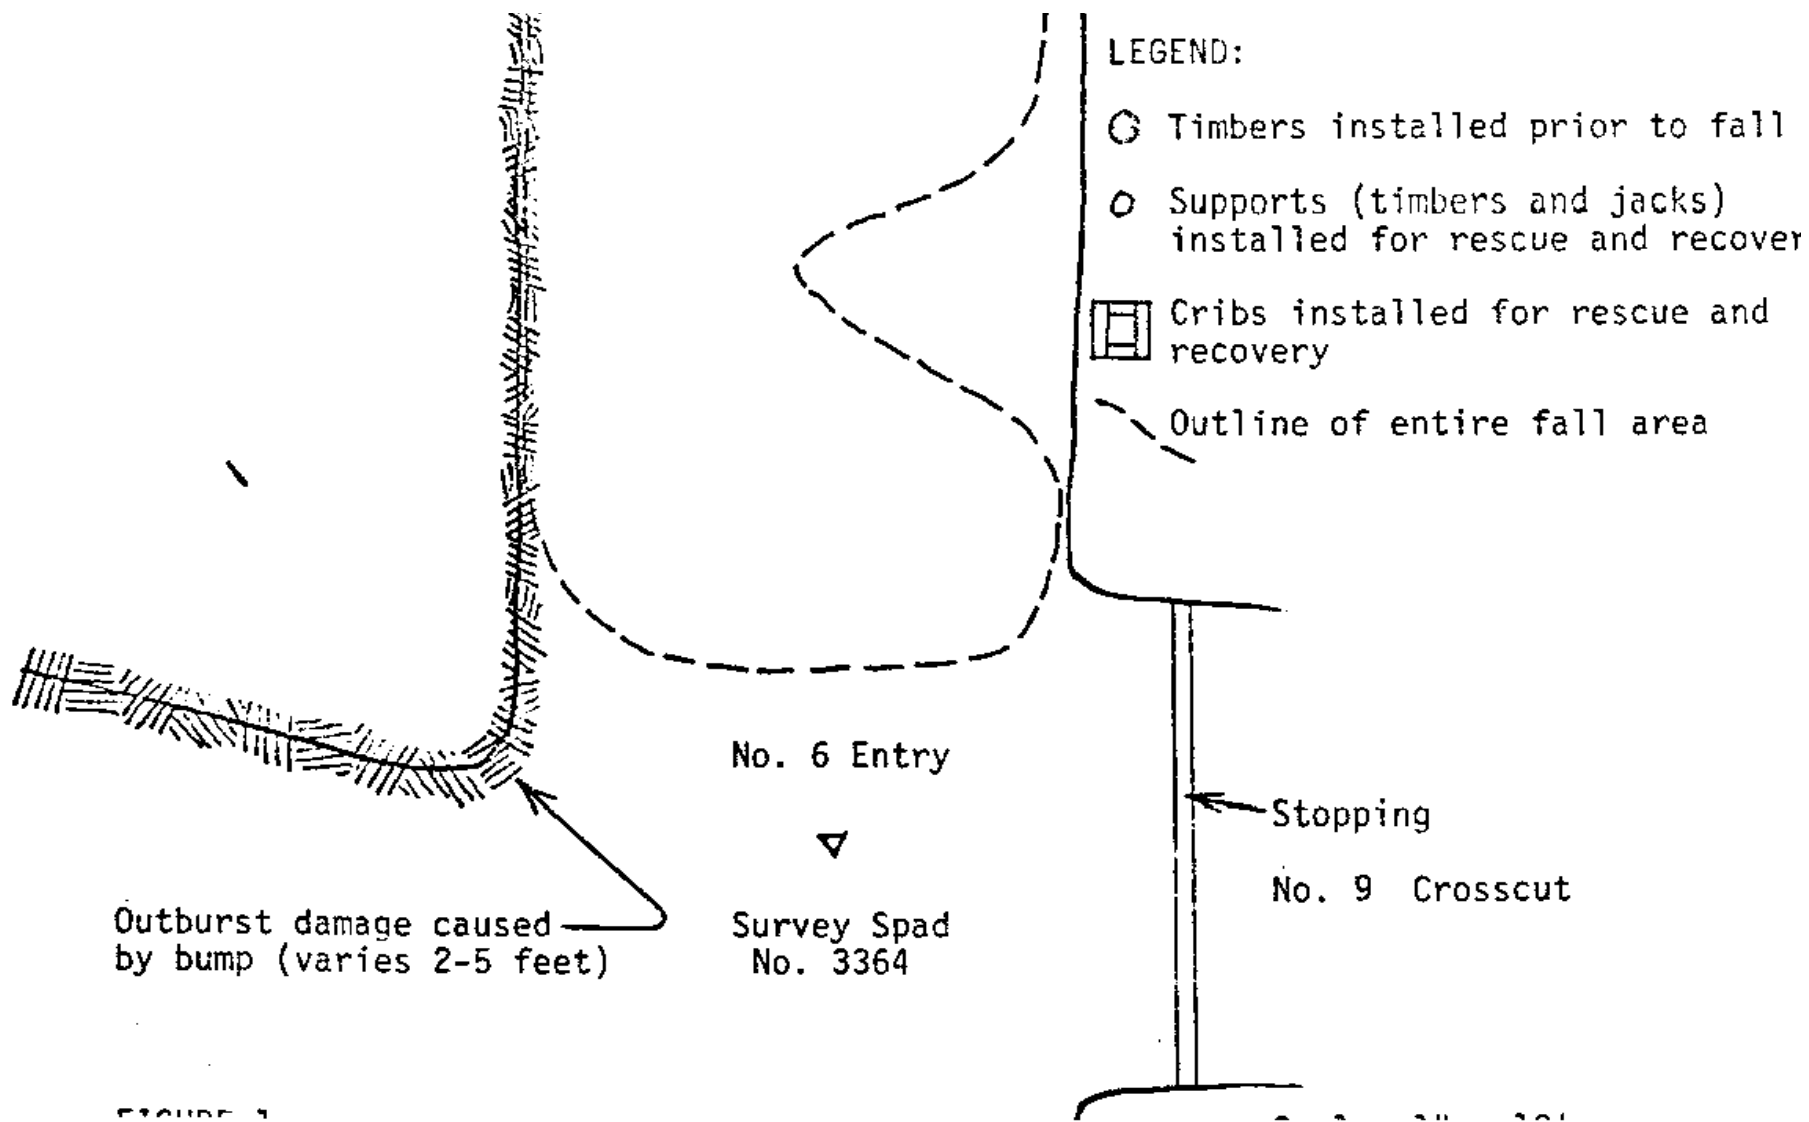 LEGEND:
Timbers installed prior to fall
Supports (timbers and jacks)
installed for rescue and recover
Cribs installed for rescue and
recovery
Outline of entire fall area
No. 6 Entry
Stopping
No. 9 Crosscut
Outburst damage caused
by bump (varies 2-5 feet)
Survey Spad
No. 3364